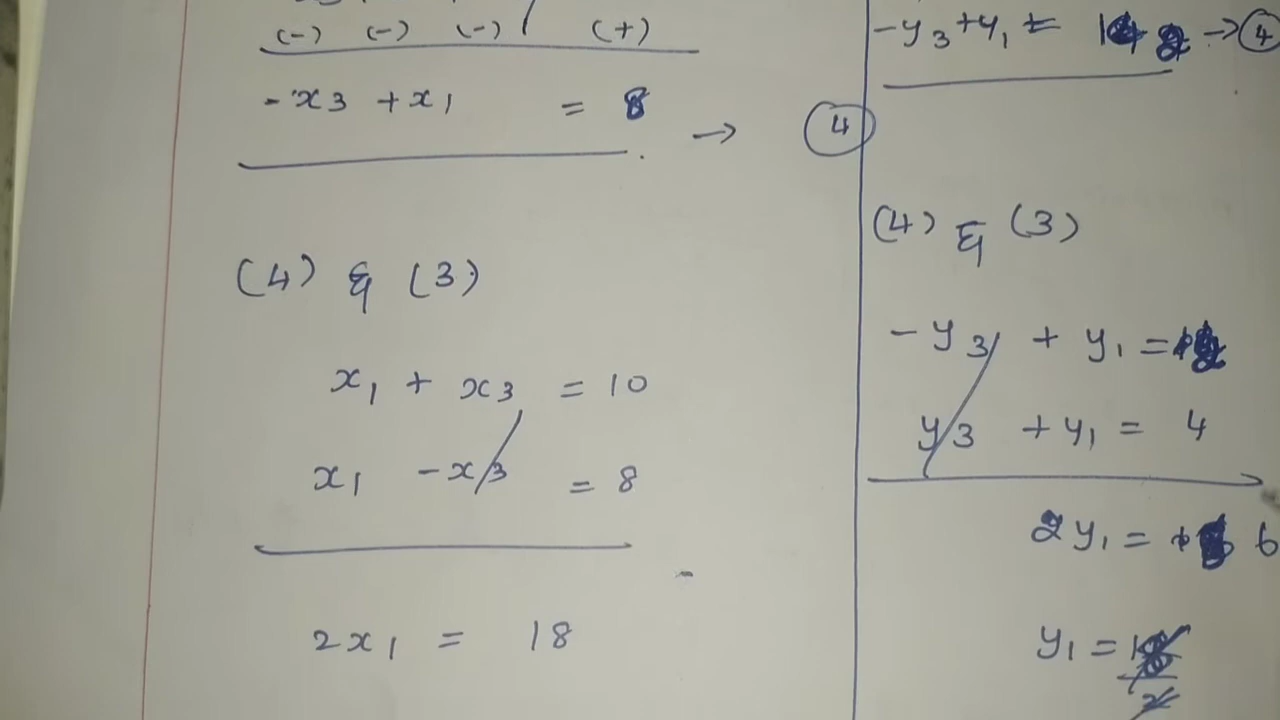 (-) (-) (-) (+)
- x3 + x1 = 8 → (4)
(4) & (3)
x1 + x3 = 10
x1 - x3 = 8
2x1 = 18
-y3 + y1 = → (4)
(4) & (3)
-y3 + y1 =
y3 + y1 = 4
2y1 = 6
y1 =